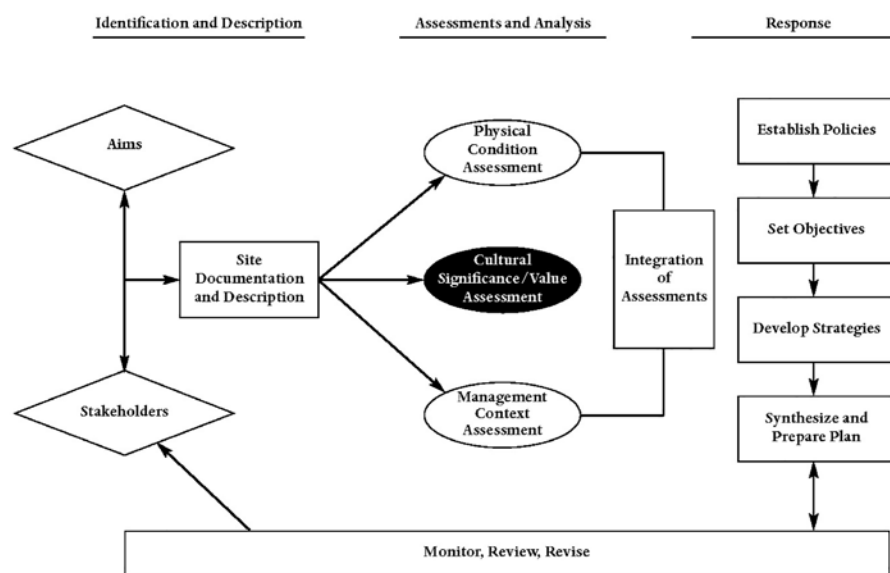 Identification and Description
Assessments and Analysis
Response
Aims
Stakeholders
Site
Documentation
and Description
Physical
Condition
Assessment
Cultural
Significance/Value
Assessment
Management
Context
Assessment
Integration
of
Assessments
Establish Policies
Set Objectives
Develop Strategies
Synthesize and
Prepare Plan
Monitor, Review, Revise